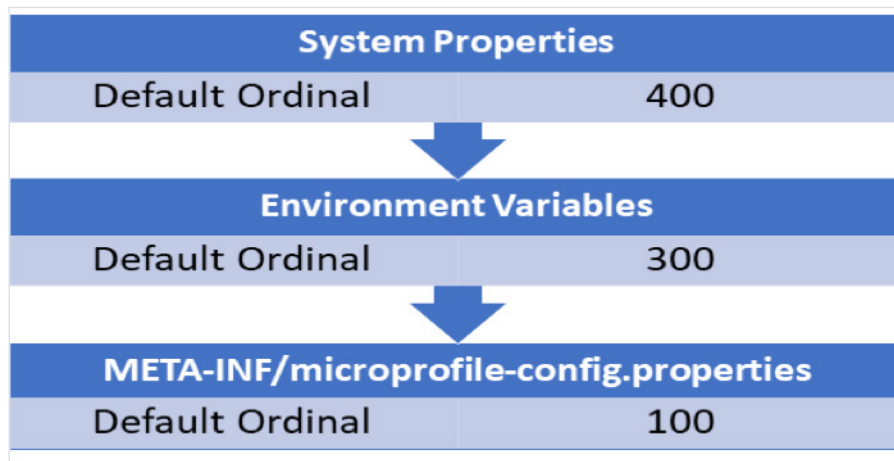 System Properties
Default Ordinal 400
Environment Variables
Default Ordinal 300
META-INF/microprofile-config.properties
Default Ordinal 100